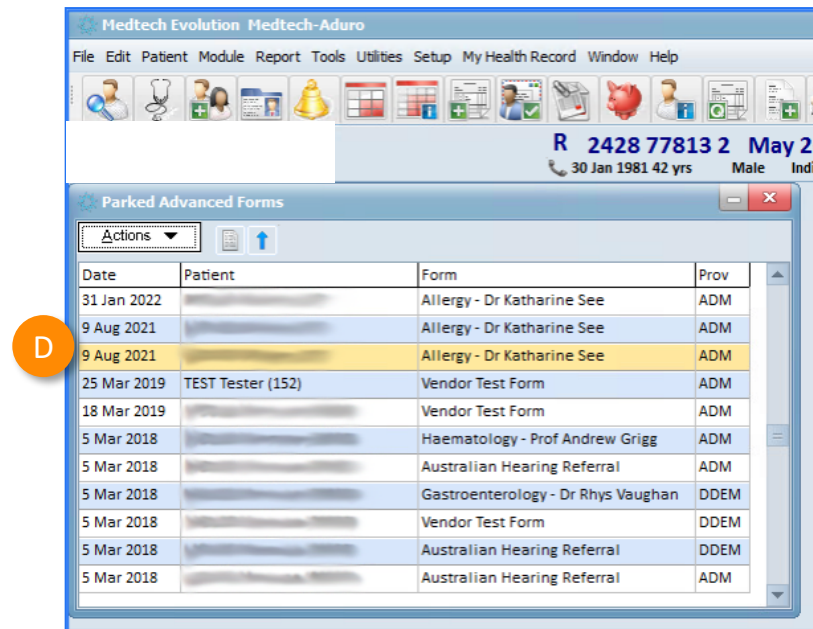 Medtech Evolution Medtech-Aduro
File Edit Patient Module Report Tools Utilities Setup My Health Record Window Help
R 2428 77813 2 May 2
30 Jan 1981 42 yrs Male Indi
Parked Advanced Forms
Actions
Date Patient Form Prov
31 Jan 2022 Allergy - Dr Katharine See ADM
9 Aug 2021 Allergy - Dr Katharine See ADM
D
9 Aug 2021 Allergy - Dr Katharine See ADM
25 Mar 2019 TEST Tester (152) Vendor Test Form ADM
18 Mar 2019 Vendor Test Form ADM
5 Mar 2018 Haematology - Prof Andrew Grigg ADM
5 Mar 2018 Australian Hearing Referral ADM
5 Mar 2018 Gastroenterology - Dr Rhys Vaughan DDEM
5 Mar 2018 Vendor Test Form DDEM
5 Mar 2018 Australian Hearing Referral DDEM
5 Mar 2018 Australian Hearing Referral ADM